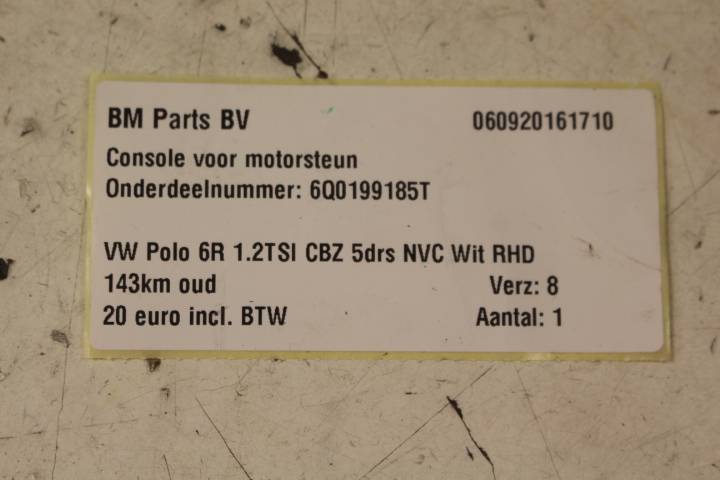 BM Parts BV 060920161710
Console voor motorsteun
Onderdeelnummer: 6Q0199185T
VW Polo 6R 1.2TSI CBZ 5drs NVC Wit RHD
143km oud Verz: 8
20 euro incl. BTW Aantal: 1